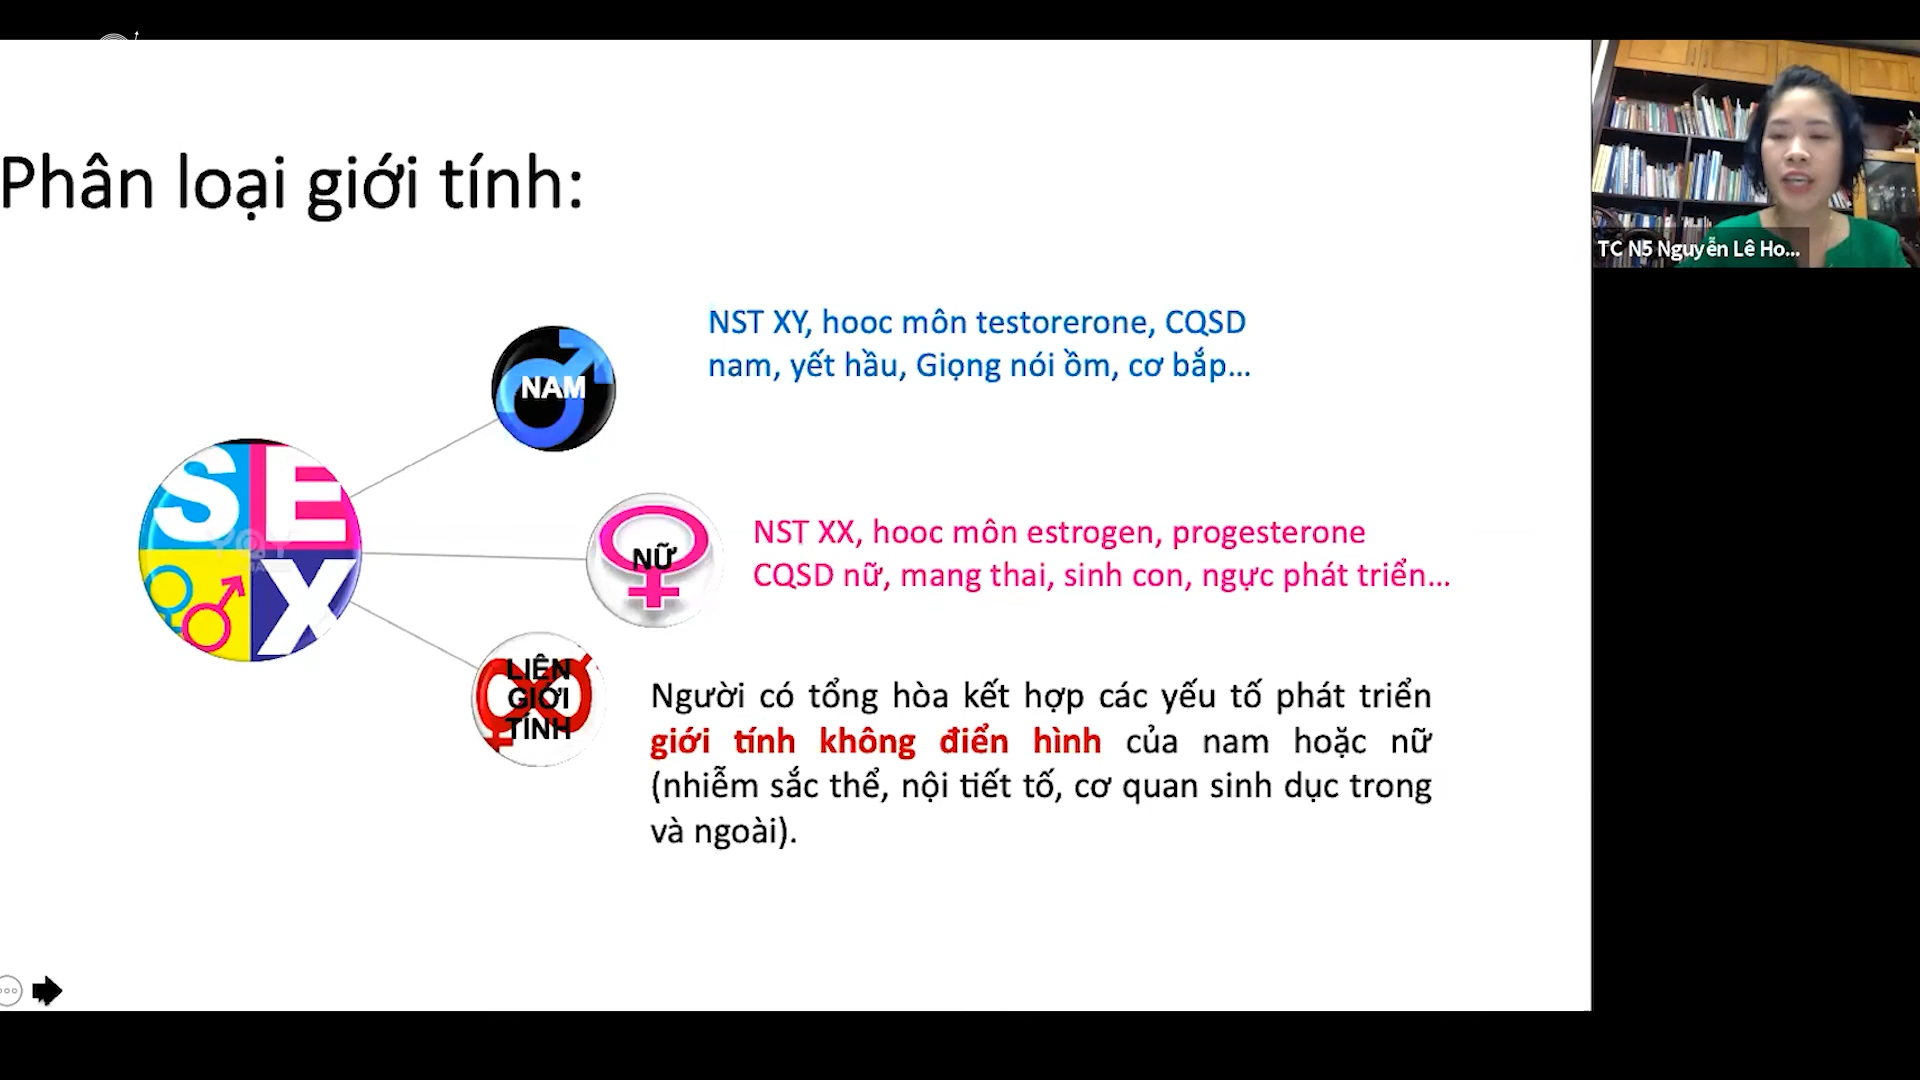 Phân loại giới tính:
TC N5 Nguyễn Lê Ho...
NAM
NST XY, hooc môn testorerone, CQSD
nam, yết hầu, Giọng nói ồm, cơ bắp...
SEX
NỮ
NST XX, hooc môn estrogen, progesterone
CQSD nữ, mang thai, sinh con, ngực phát triển...
LIÊN
GIỚI
TÍNH
Người có tổng hòa kết hợp các yếu tố phát triển
giới tính không điển hình của nam hoặc nữ
(nhiễm sắc thể, nội tiết tố, cơ quan sinh dục trong
và ngoài).